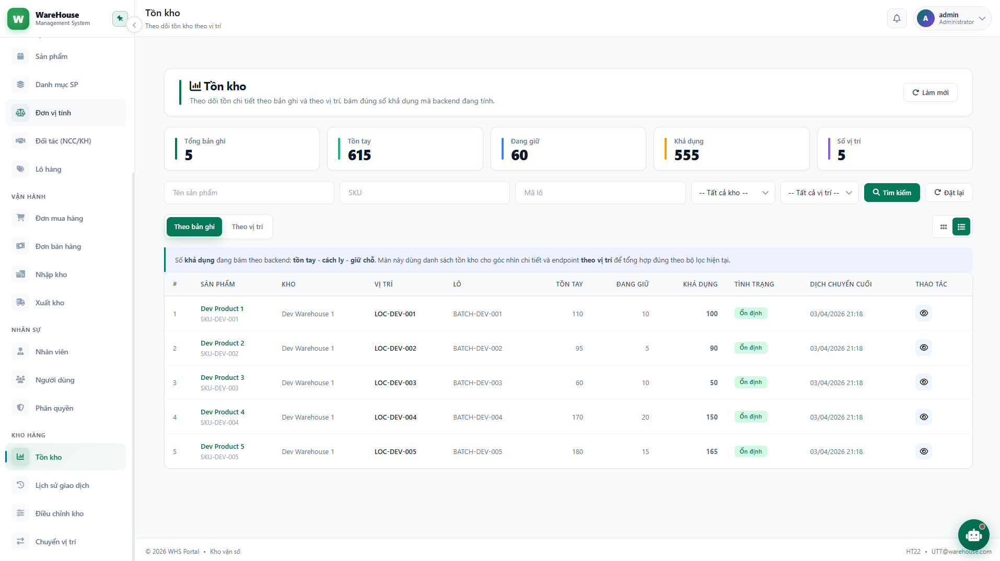 W
WareHouse
Management System
Sản phẩm
Danh mục SP
Đơn vị tính
Đối tác (NCC/KH)
Lô hàng
VẬN HÀNH
Đơn mua hàng
Đơn bán hàng
Nhập kho
Xuất kho
NHÂN SỰ
Nhân viên
Người dùng
Phân quyền
KHO HÀNG
Tồn kho
Lịch sử giao dịch
Điều chỉnh kho
Chuyển vị trí
Tồn kho
Theo dõi tồn kho theo vị trí
A
admin
Administrator
Tồn kho
Theo dõi tồn chi tiết theo bản ghi và theo vị trí, bám đúng số khả dụng mà backend đang tính.
Làm mới
Tổng bản ghi
5
Tồn tay
615
Đang giữ
60
Khả dụng
555
Số vị trí
5
Tên sản phẩm SKU Mã lô -- Tất cả kho -- -- Tất cả vị trí -- Tìm kiếm Đặt lại
Theo bản ghi Theo vị trí
Số khả dụng đang bám theo backend: tồn tay - cách ly - giữ chỗ. Màn này dùng danh sách tồn kho cho góc nhìn chi tiết và endpoint theo vị trí để tổng hợp đúng theo bộ lọc hiện tại.
# SẢN PHẨM KHO VỊ TRÍ LÔ TỒN TAY ĐANG GIỮ KHẢ DỤNG TÌNH TRẠNG DỊCH CHUYỂN CUỐI THAO TÁC
1 Dev Product 1 SKU-DEV-001 Dev Warehouse 1 LOC-DEV-001 BATCH-DEV-001 110 10 100 Ổn định 03/04/2026 21:18
2 Dev Product 2 SKU-DEV-002 Dev Warehouse 1 LOC-DEV-002 BATCH-DEV-002 95 5 90 Ổn định 03/04/2026 21:18
3 Dev Product 3 SKU-DEV-003 Dev Warehouse 1 LOC-DEV-003 BATCH-DEV-003 60 10 50 Ổn định 03/04/2026 21:18
4 Dev Product 4 SKU-DEV-004 Dev Warehouse 1 LOC-DEV-004 BATCH-DEV-004 170 20 150 Ổn định 03/04/2026 21:18
5 Dev Product 5 SKU-DEV-005 Dev Warehouse 1 LOC-DEV-005 BATCH-DEV-005 180 15 165 Ổn định 03/04/2026 21:18
© 2026 WHS Portal • Kho vận số
HT22 • UTT@warehouse.com